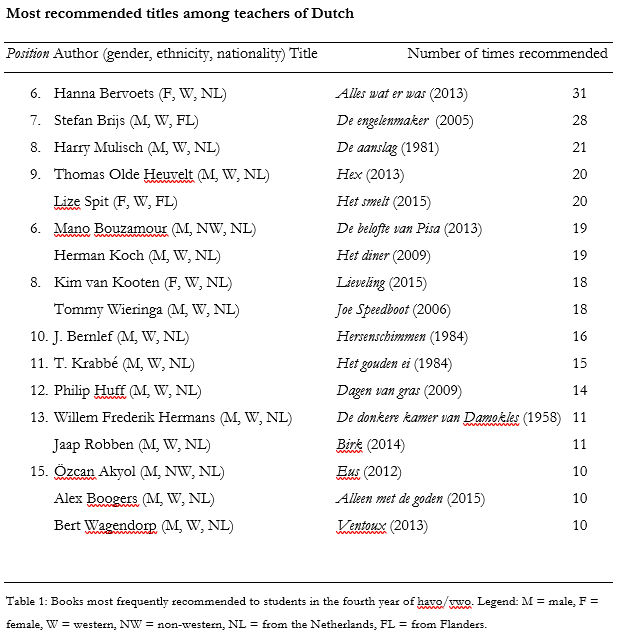 Most recommended titles among teachers of Dutch
Position Author (gender, ethnicity, nationality) Title Number of times recommended
6. Hanna Bervoets (F, W, NL) Alles wat er was (2013) 31
7. Stefan Brijs (M, W, FL) De engelenmaker (2005) 28
8. Harry Mulisch (M, W, NL) De aanslag (1981) 21
9. Thomas Olde Heuvelt (M, W, NL) Hex (2013) 20
Lize Spit (F, W, FL) Het smelt (2015) 20
6. Mano Bouzamour (M, NW, NL) De belofte van Pisa (2013) 19
Herman Koch (M, W, NL) Het diner (2009) 19
8. Kim van Kooten (F, W, NL) Lieveling (2015) 18
Tommy Wieringa (M, W, NL) Joe Speedboot (2006) 18
10. J. Bernlef (M, W, NL) Hersenschimmen (1984) 16
11. T. Krabbé (M, W, NL) Het gouden ei (1984) 15
12. Philip Huff (M, W, NL) Dagen van gras (2009) 14
13. Willem Frederik Hermans (M, W, NL) De donkere kamer van Damokles (1958) 11
Jaap Robben (M, W, NL) Birk (2014) 11
15. Özcan Akyol (M, NW, NL) Eus (2012) 10
Alex Boogers (M, W, NL) Alleen met de goden (2015) 10
Bert Wagendorp (M, W, NL) Ventoux (2013) 10
Table 1: Books most frequently recommended to students in the fourth year of havo/vwo. Legend: M = male, F =
female, W = western, NW = non-western, NL = from the Netherlands, FL = from Flanders.